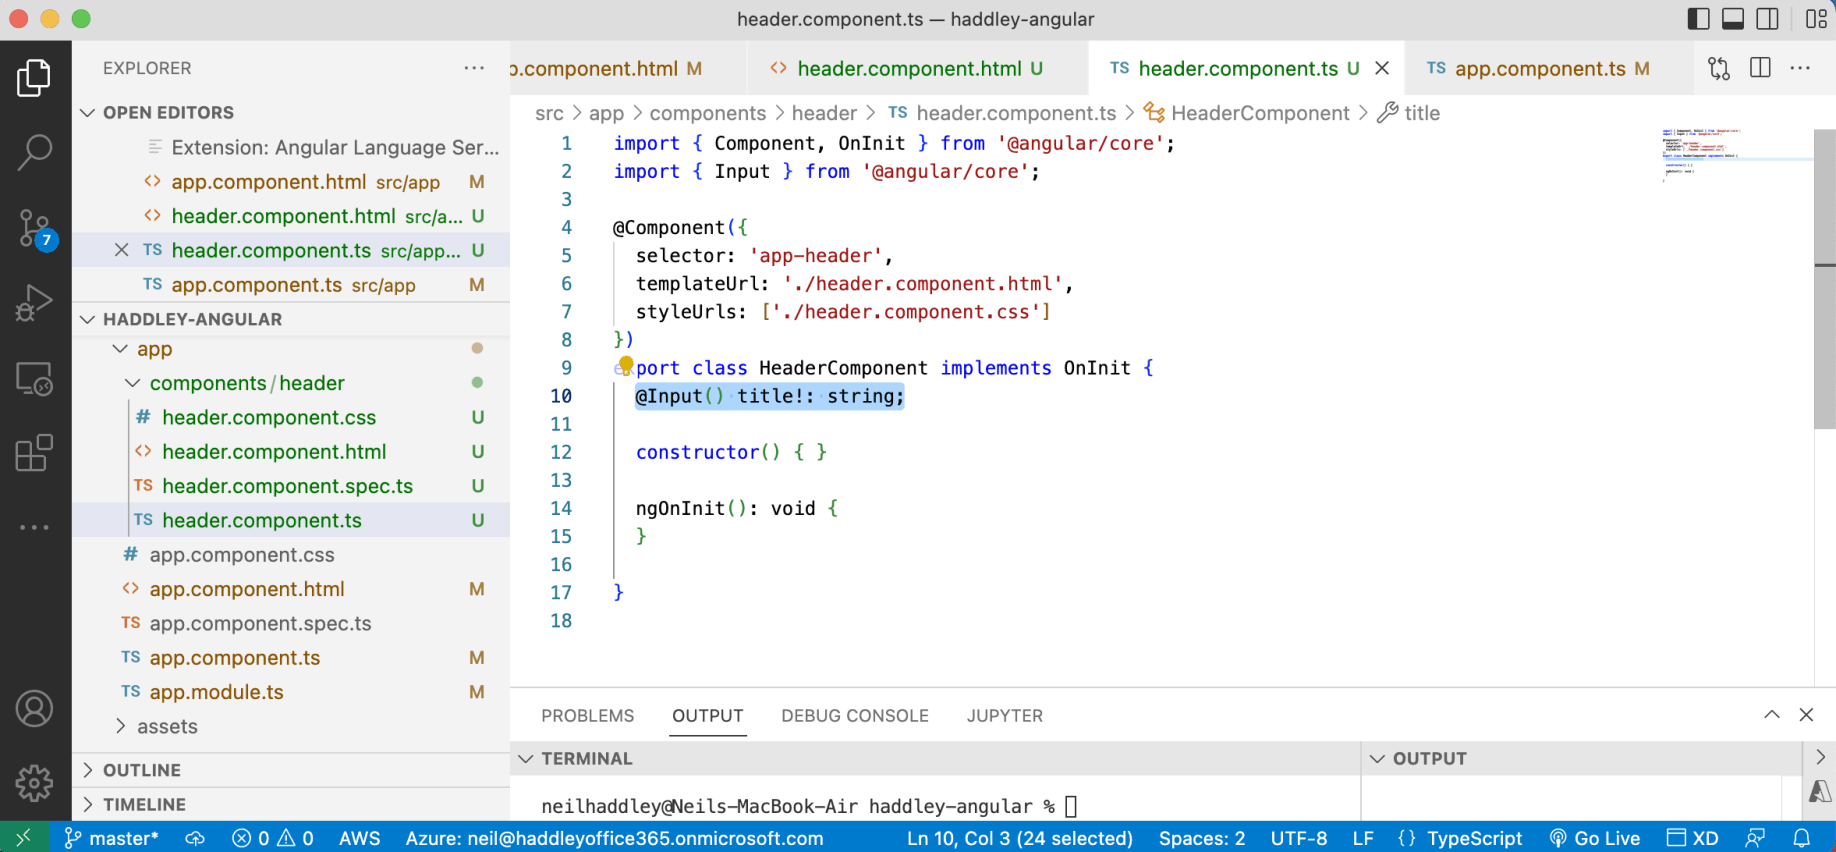 header.component.ts — haddley-angular
EXPLORER
OPEN EDITORS
Extension: Angular Language Ser...
app.component.html src/app M
header.component.html src/a... U
TS header.component.ts src/app... U
TS app.component.ts src/app M
7
HADDLEY-ANGULAR
app
components/header
# header.component.css U
header.component.html U
TS header.component.spec.ts U
TS header.component.ts U
# app.component.css
app.component.html M
TS app.component.spec.ts
TS app.component.ts M
TS app.module.ts M
assets
OUTLINE
TIMELINE
p.component.html M
<> header.component.html U
TS header.component.ts U
TS app.component.ts M
src > app > components > header > TS header.component.ts > HeaderComponent > title
1 import { Component, OnInit } from '@angular/core';
2 import { Input } from '@angular/core';
3
4 @Component({
5 selector: 'app-header',
6 templateUrl: './header.component.html',
7 styleUrls: ['./header.component.css']
8 })
9 export class HeaderComponent implements OnInit {
10 @Input() title!: string;
11
12 constructor() { }
13
14 ngOnInit(): void {
15 }
16
17 }
18
PROBLEMS OUTPUT DEBUG CONSOLE JUPYTER
TERMINAL
OUTPUT
neilhaddley@Neils-MacBook-Air haddley-angular %
master* 0 0 AWS Azure: neil@haddleyoffice365.onmicrosoft.com Ln 10, Col 3 (24 selected) Spaces: 2 UTF-8 LF {} TypeScript Go Live XD